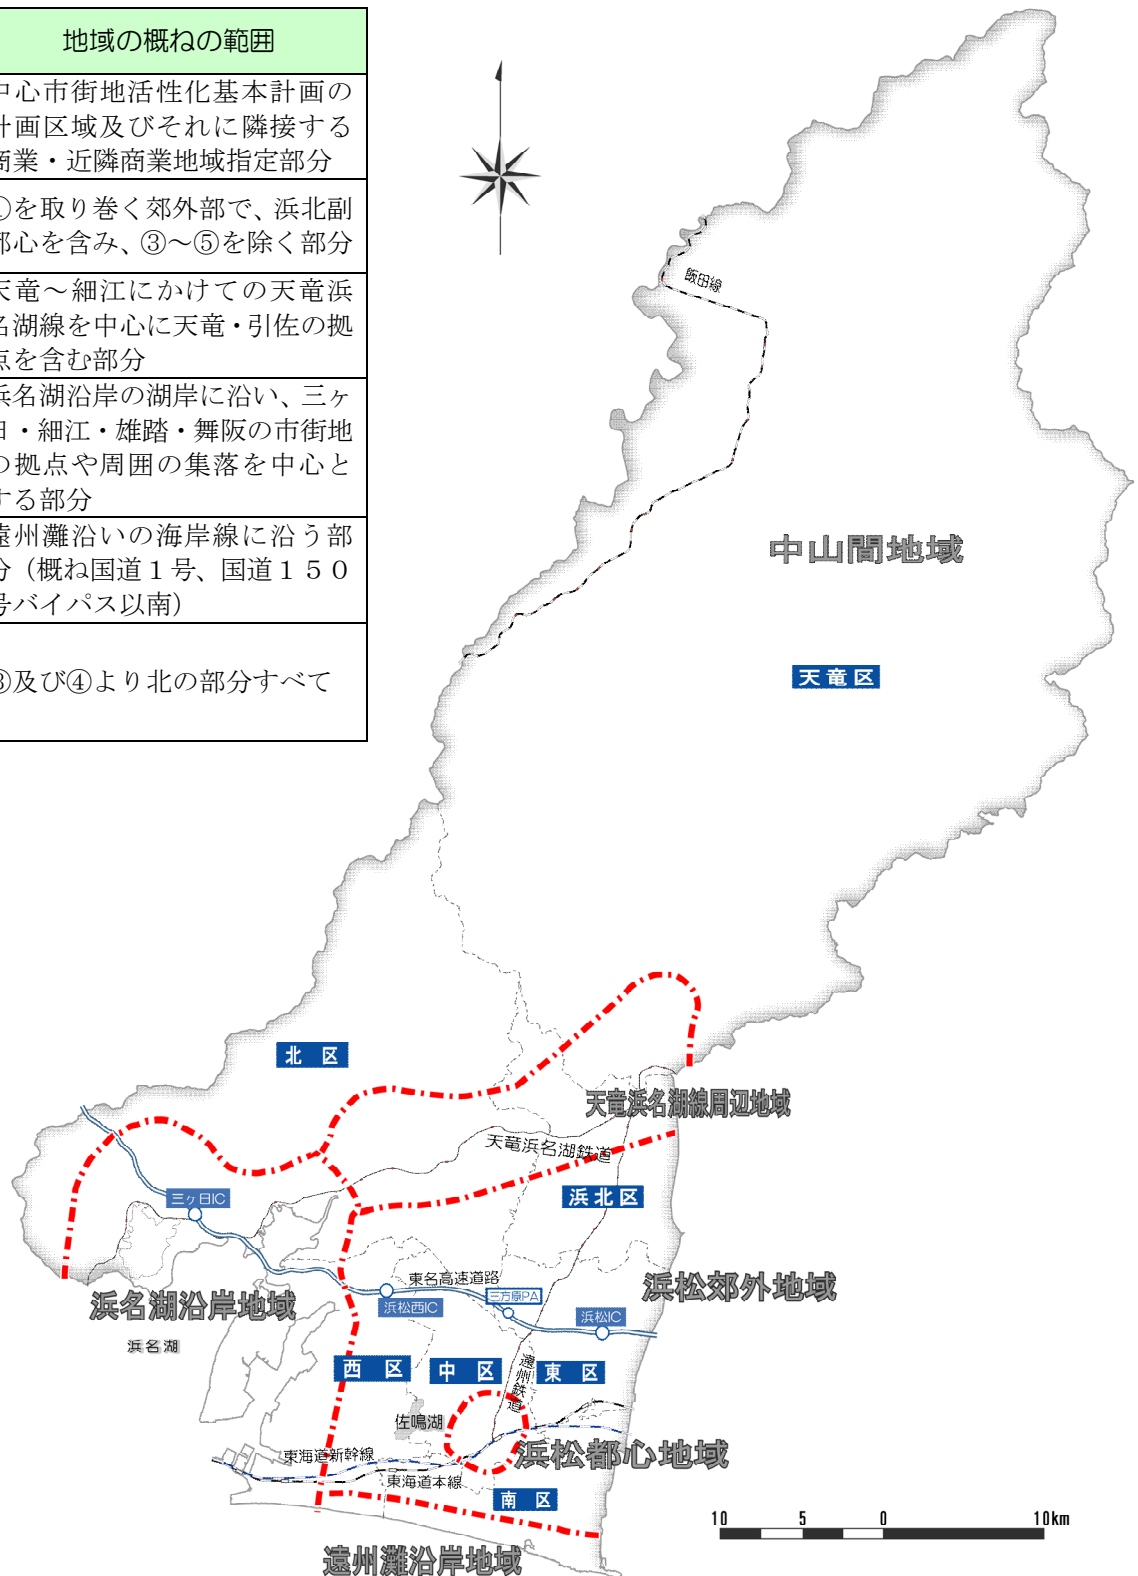 地域の概ねの範囲
中心市街地活性化基本計画の
計画区域及びそれに隣接する
商業・近隣商業地域指定部分
①を取り巻く郊外部で、浜北副
都心を含み、③～⑤を除く部分
天竜～細江にかけての天竜浜
名湖線を中心に天竜・引佐の拠
点を含む部分
浜名湖沿岸の湖岸に沿い、三ヶ
日・細江・雄踏・舞阪の市街地
の拠点や周囲の集落を中心と
する部分
遠州灘沿いの海岸線に沿う部
分（概ね国道１号、国道１５０
号バイパス以南）
③及び④より北の部分すべて
飯田線
中山間地域
天竜区
北区
天竜浜名湖線周辺地域
天竜浜名湖鉄道
三ヶ日IC
浜北区
東名高速道路
浜松西IC
三方原PA
浜松IC
浜松郊外地域
浜名湖沿岸地域
浜名湖
西区
中区
東区
遠州鉄道
佐鳴湖
浜松都心地域
東海道新幹線
東海道本線
南区
遠州灘沿岸地域
10 5 0 10km